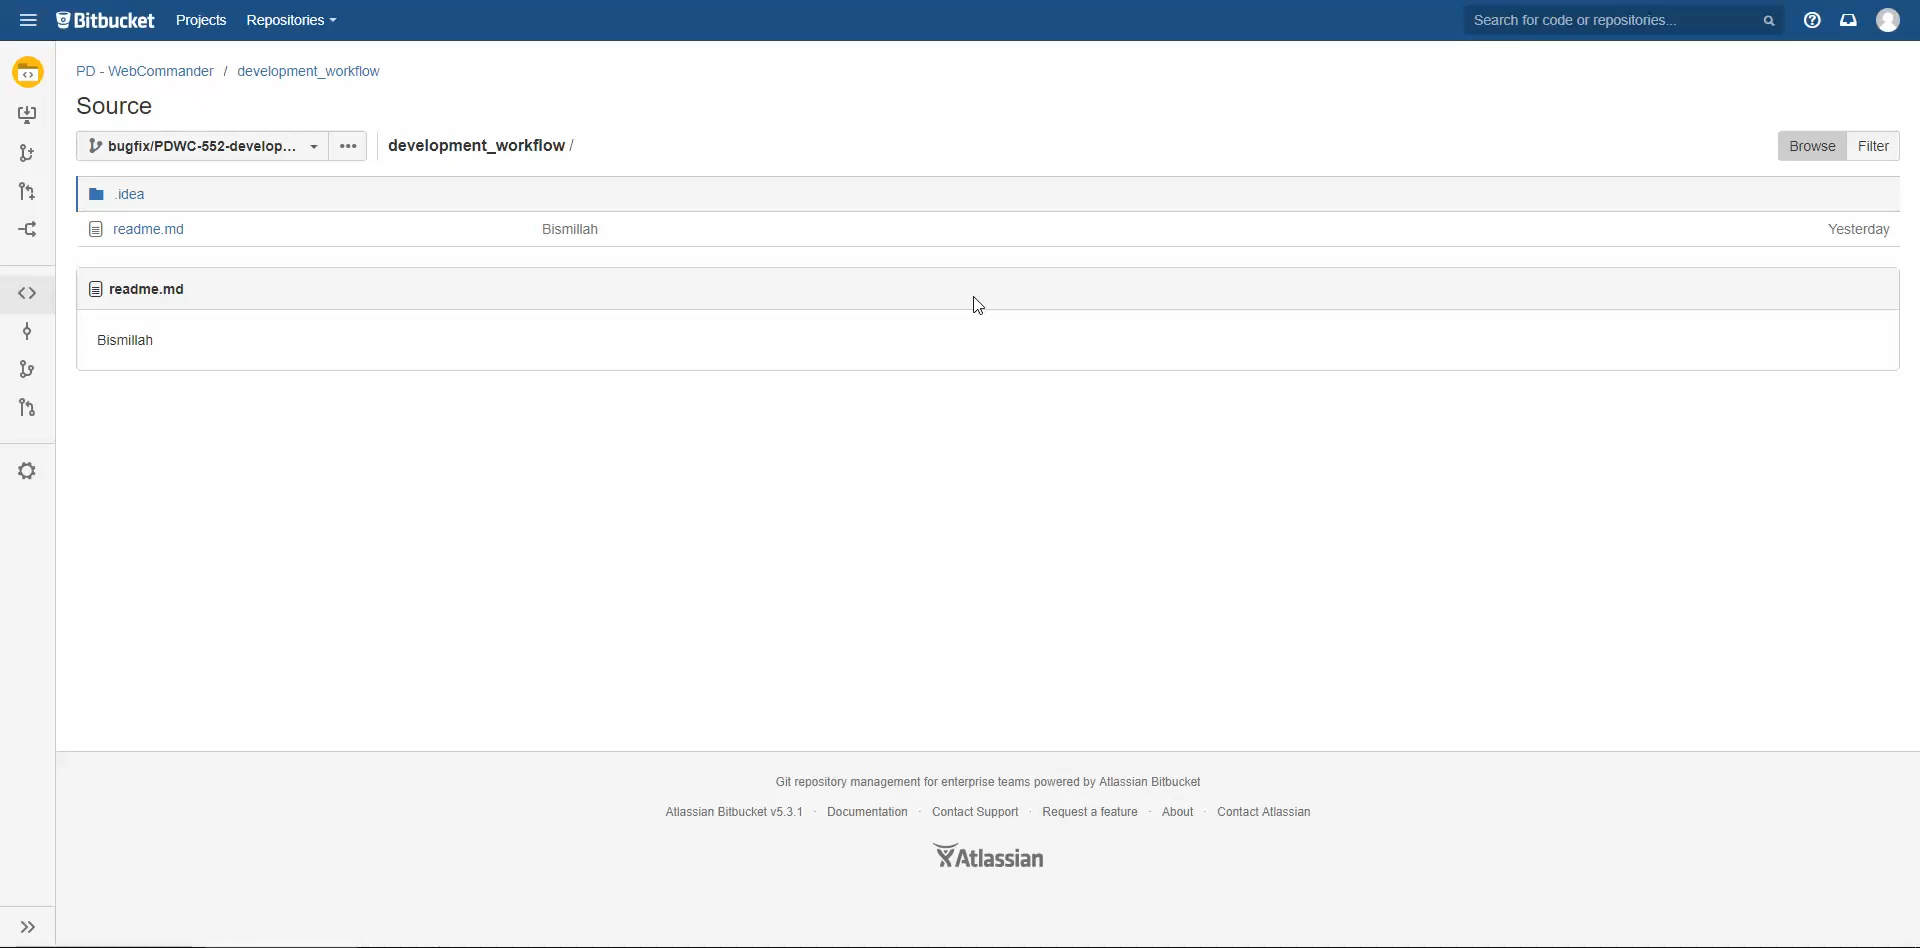 Bitbucket Projects Repositories Search for code or repositories...
PD - WebCommander / development_workflow
Source
bugfix/PDWC-552-develop... development_workflow / Browse Filter
.idea
readme.md Bismillah Yesterday
readme.md
Bismillah
Git repository management for enterprise teams powered by Atlassian Bitbucket
Atlassian Bitbucket v5.3.1 · Documentation · Contact Support · Request a feature · About · Contact Atlassian
Atlassian